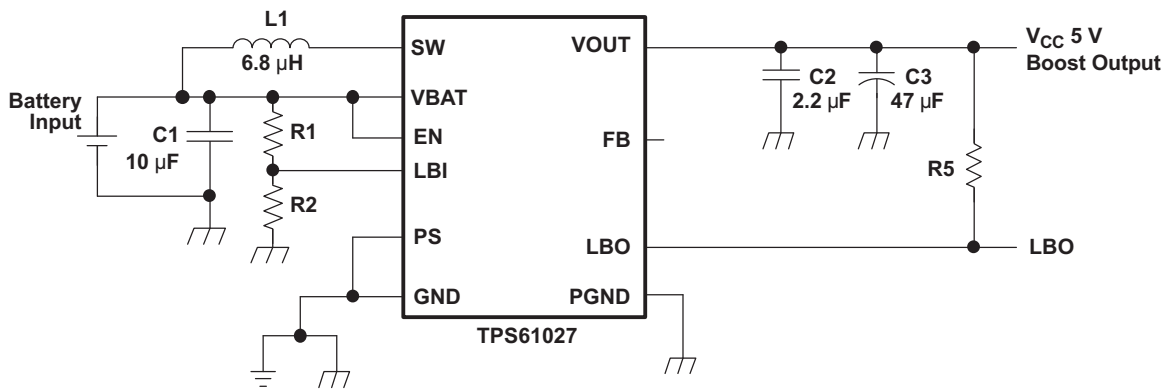 L1
6.8 µH
SW
VOUT
V_CC 5 V
Boost Output
Battery
Input
C1
10 µF
R1
R2
VBAT
EN
LBI
PS
GND
FB
LBO
PGND
C2
2.2 µF
C3
47 µF
R5
LBO
TPS61027